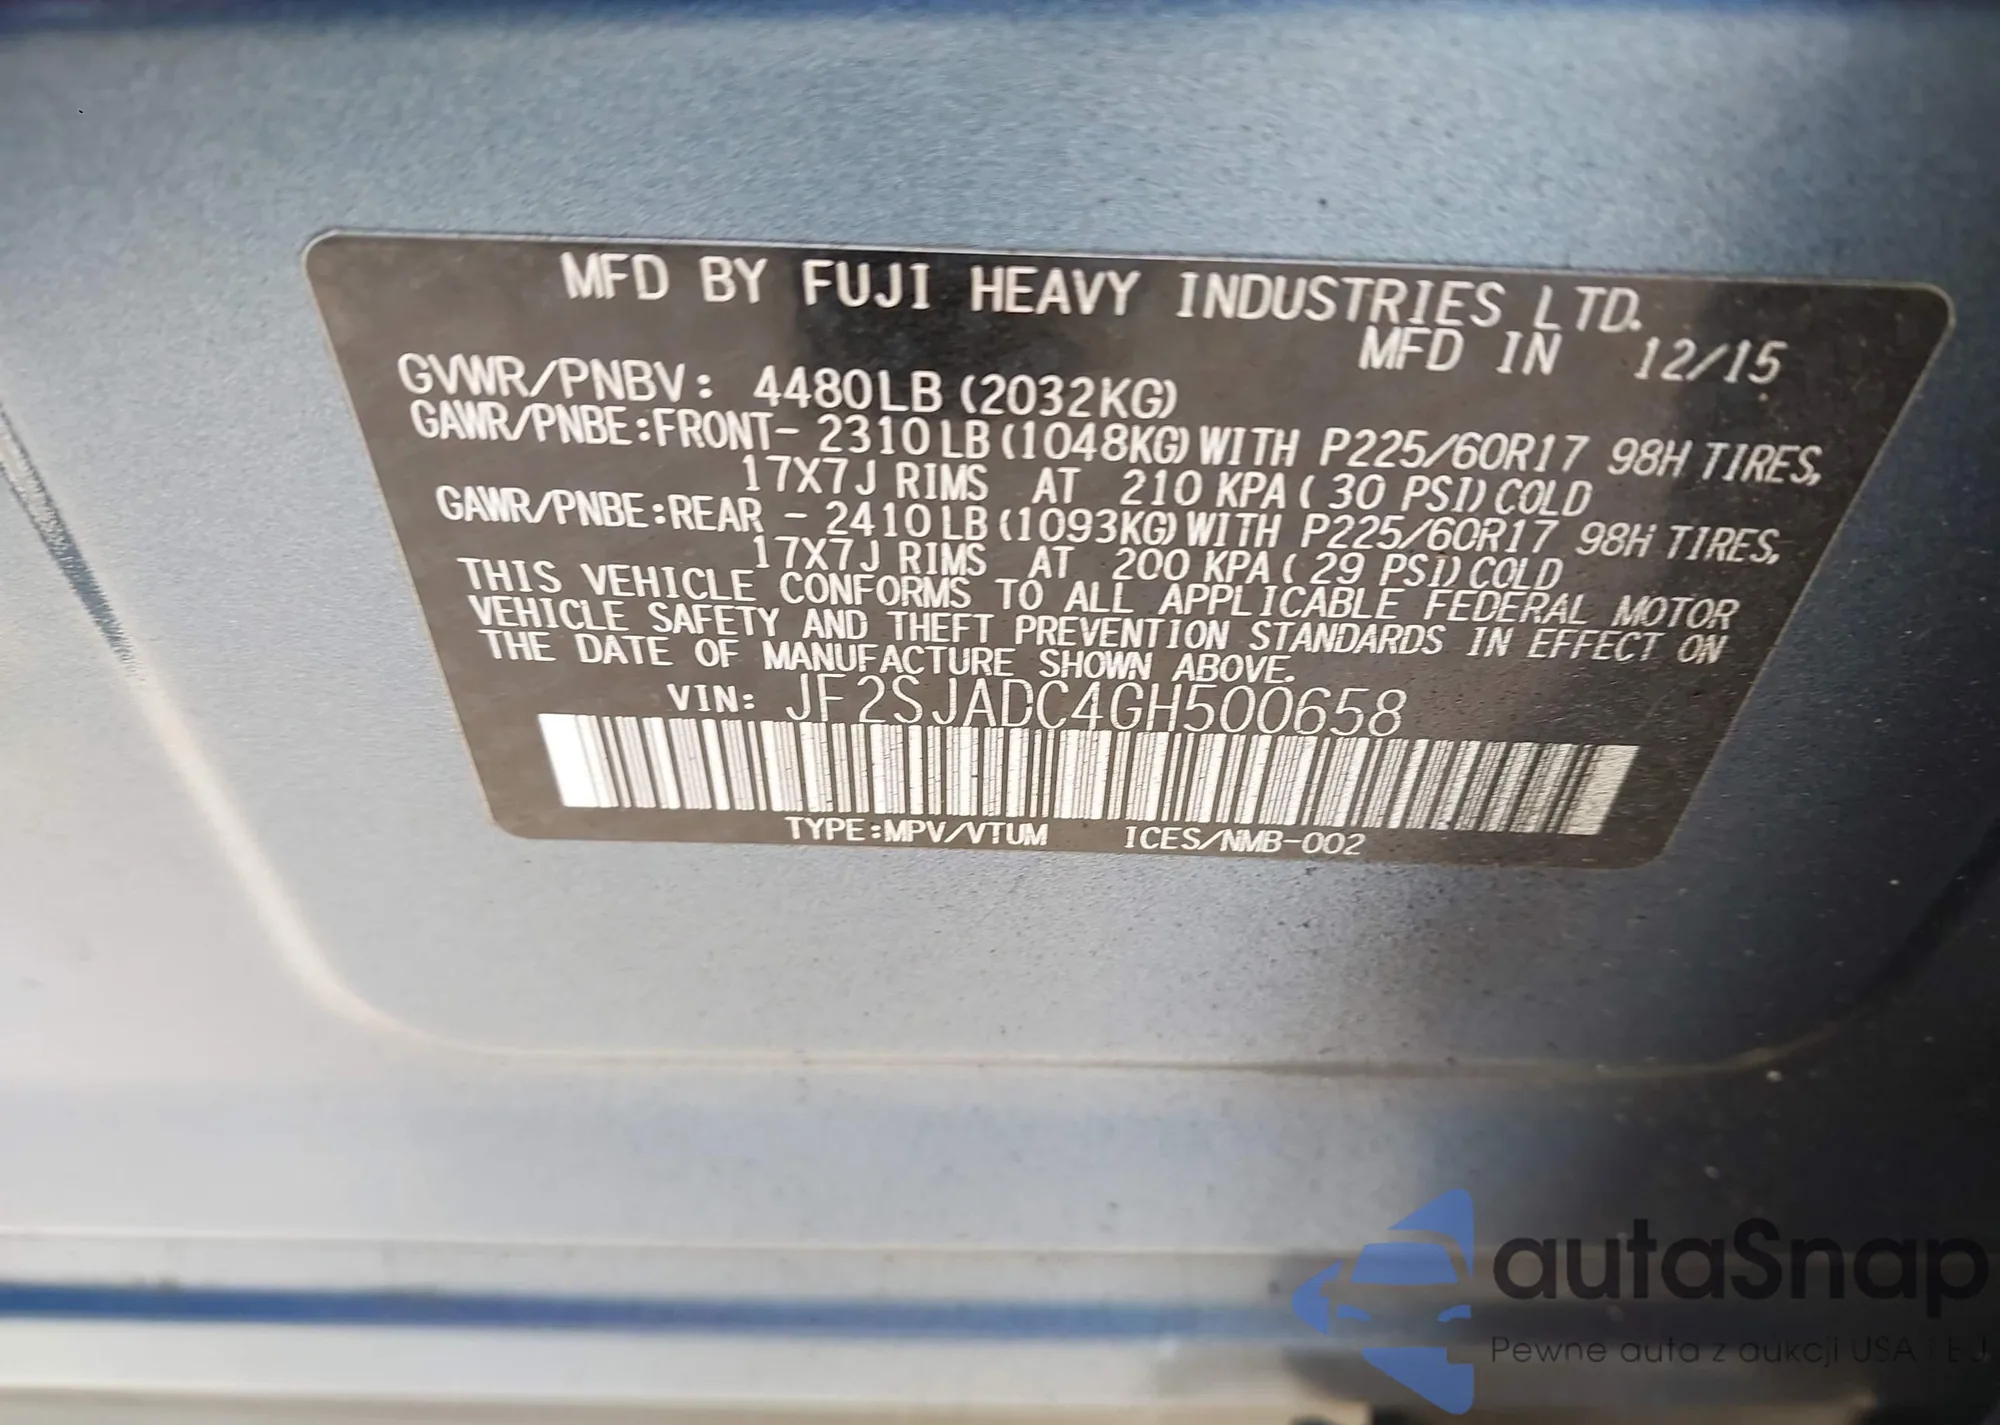 MFD BY FUJI HEAVY INDUSTRIES LTD.
MFD IN 12/15
GVWR/PNBV: 4480LB (2032KG)
GAWR/PNBE:FRONT- 2310LB (1048KG) WITH P225/60R17 98H TIRES,
17X7J RIMS AT 210 KPA ( 30 PSI) COLD
GAWR/PNBE:REAR - 2410LB (1093KG) WITH P225/60R17 98H TIRES,
17X7J RIMS AT 200 KPA ( 29 PSI) COLD
THIS VEHICLE CONFORMS TO ALL APPLICABLE FEDERAL MOTOR
VEHICLE SAFETY AND THEFT PREVENTION STANDARDS IN EFFECT ON
THE DATE OF MANUFACTURE SHOWN ABOVE.
VIN: JF2SJADC4GH500658
TYPE:MPV/VTUM ICES/NMB-002
autaSnap
Pewne auta z aukcji USA i EJ